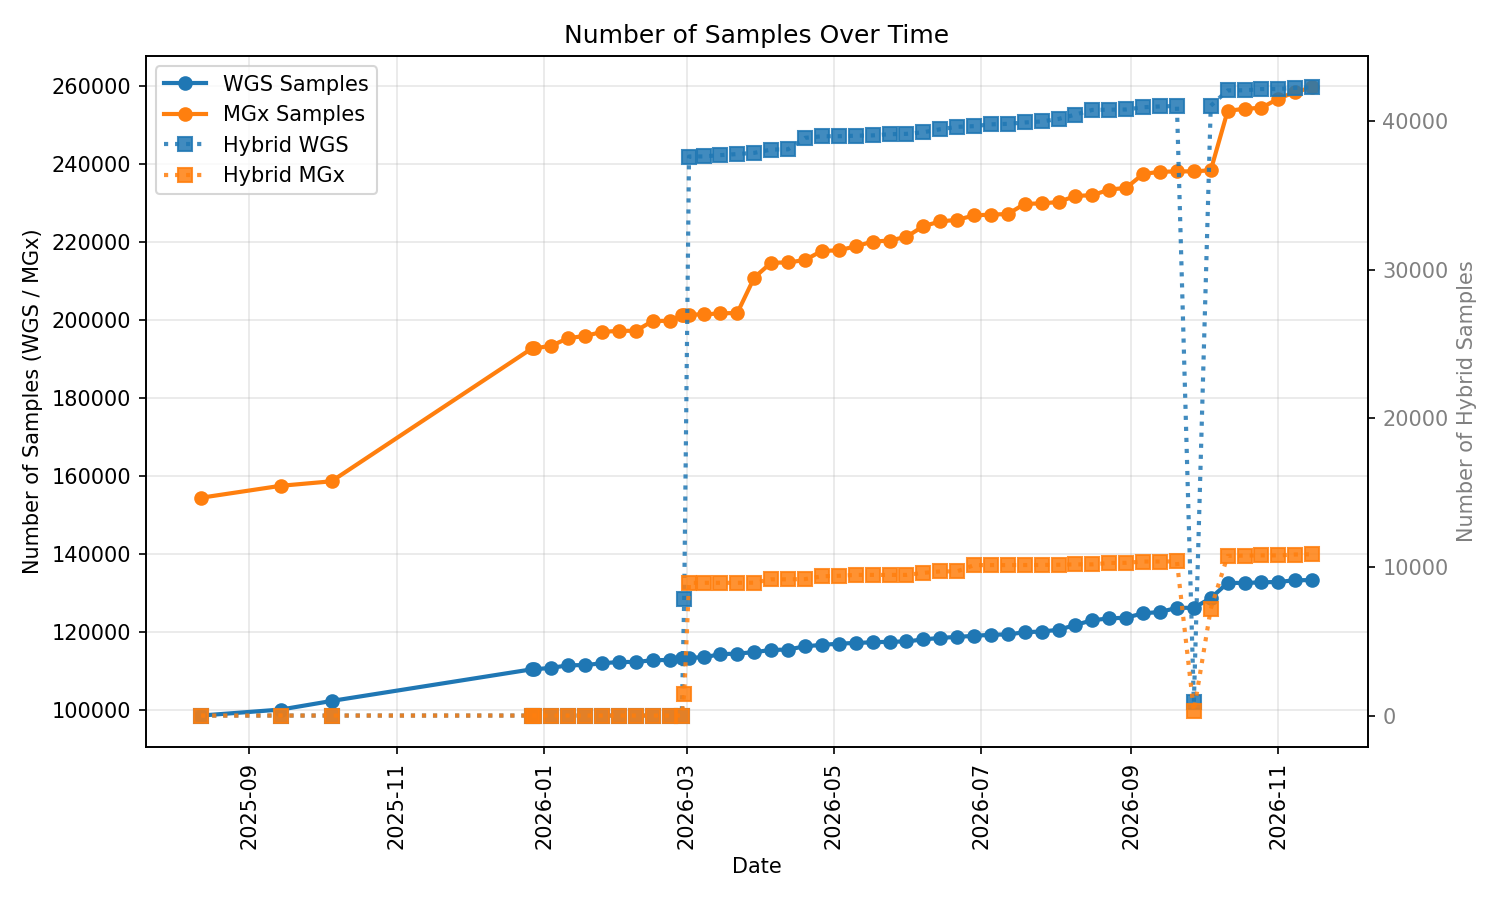 Number of Samples Over Time
WGS Samples
MGx Samples
Hybrid WGS
Hybrid MGx
Number of Samples (WGS / MGx)
260000
240000
220000
200000
180000
160000
140000
120000
100000
40000
30000
20000
10000
0
Number of Hybrid Samples
2025-09
2025-11
2026-01
2026-03
2026-05
2026-07
2026-09
2026-11
Date